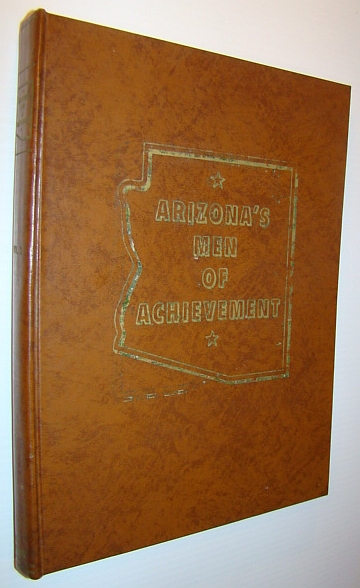 ARIZONA'S
MEN
OF
ACHIEVEMENT